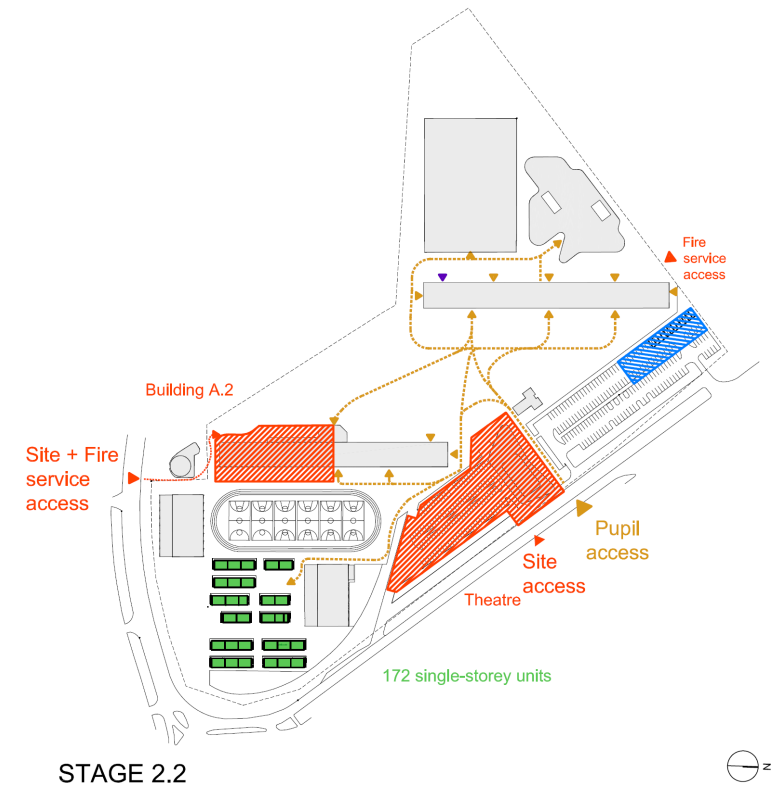 Fire
service
access
Building A.2
Site + Fire
service
access
Pupil
access
Site
access
Theatre
172 single-storey units
STAGE 2.2
N